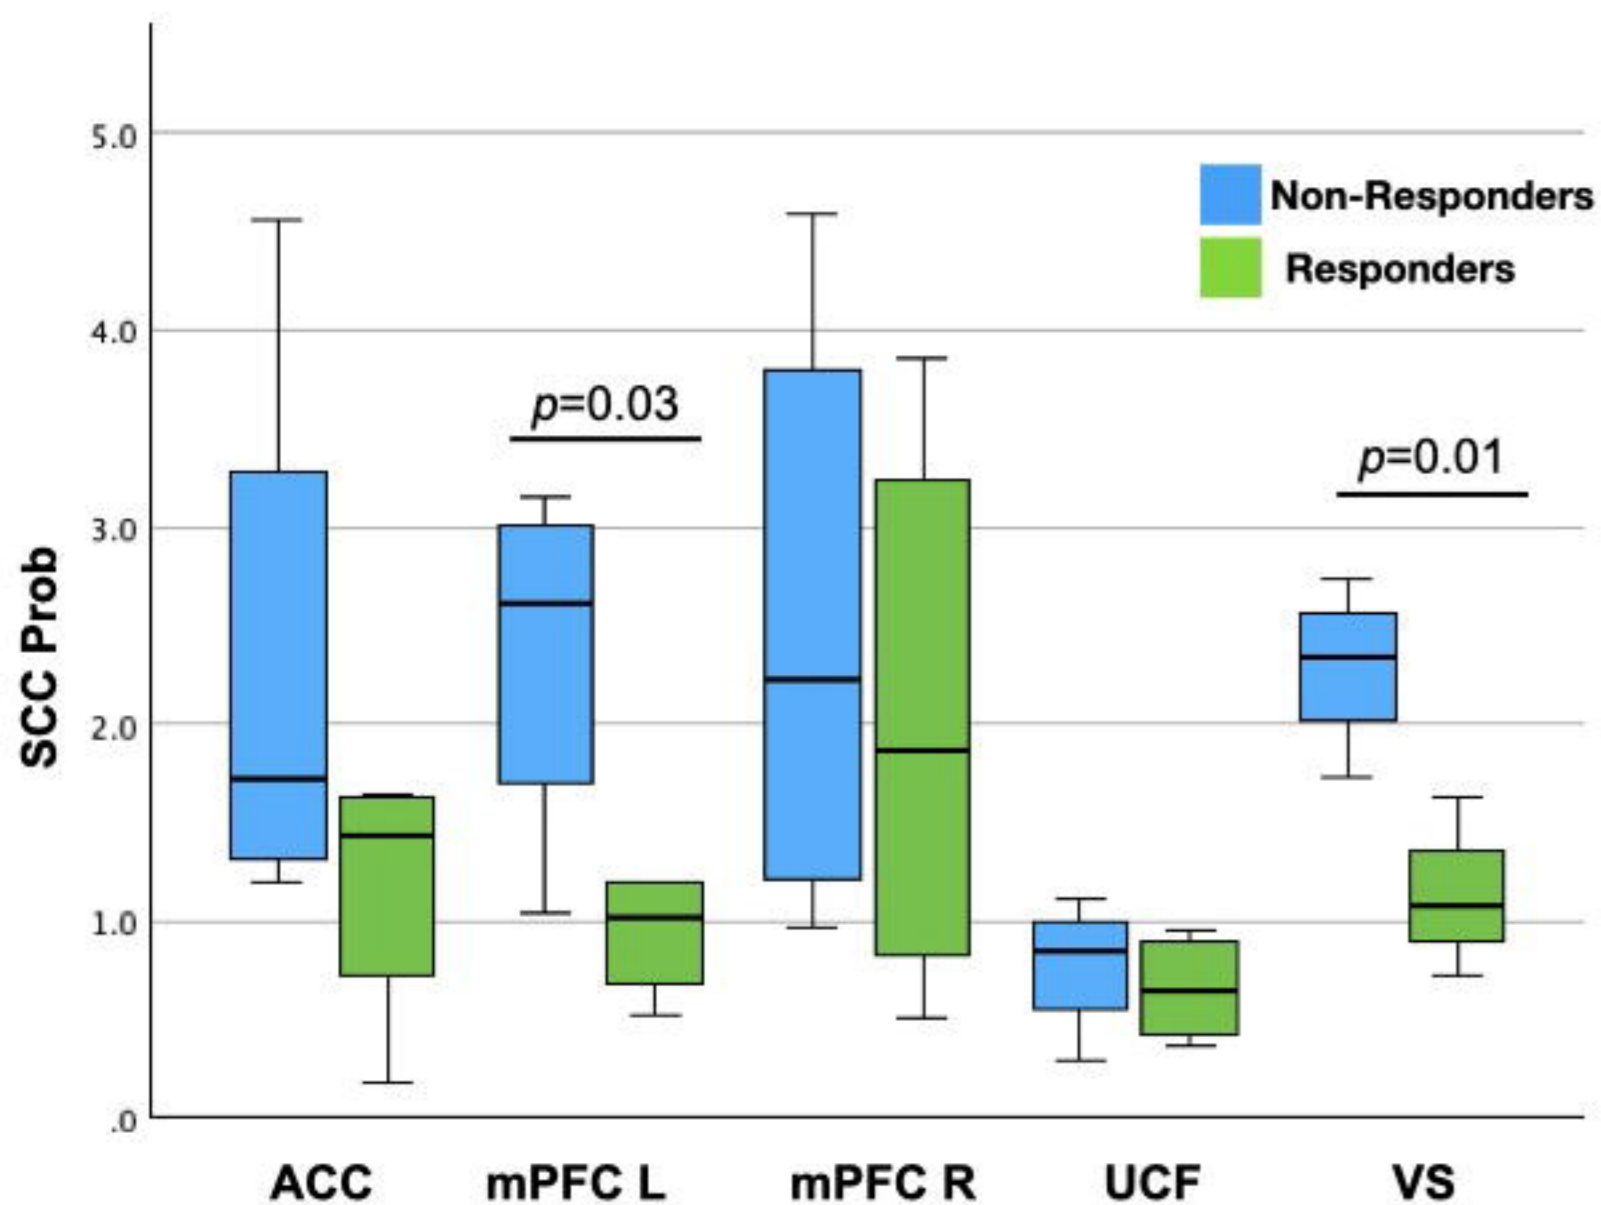 5.0
Non-Responders
Responders
4.0
p=0.03
p=0.01
3.0
SCC Prob
2.0
1.0
.0
ACC mPFC L mPFC R UCF VS